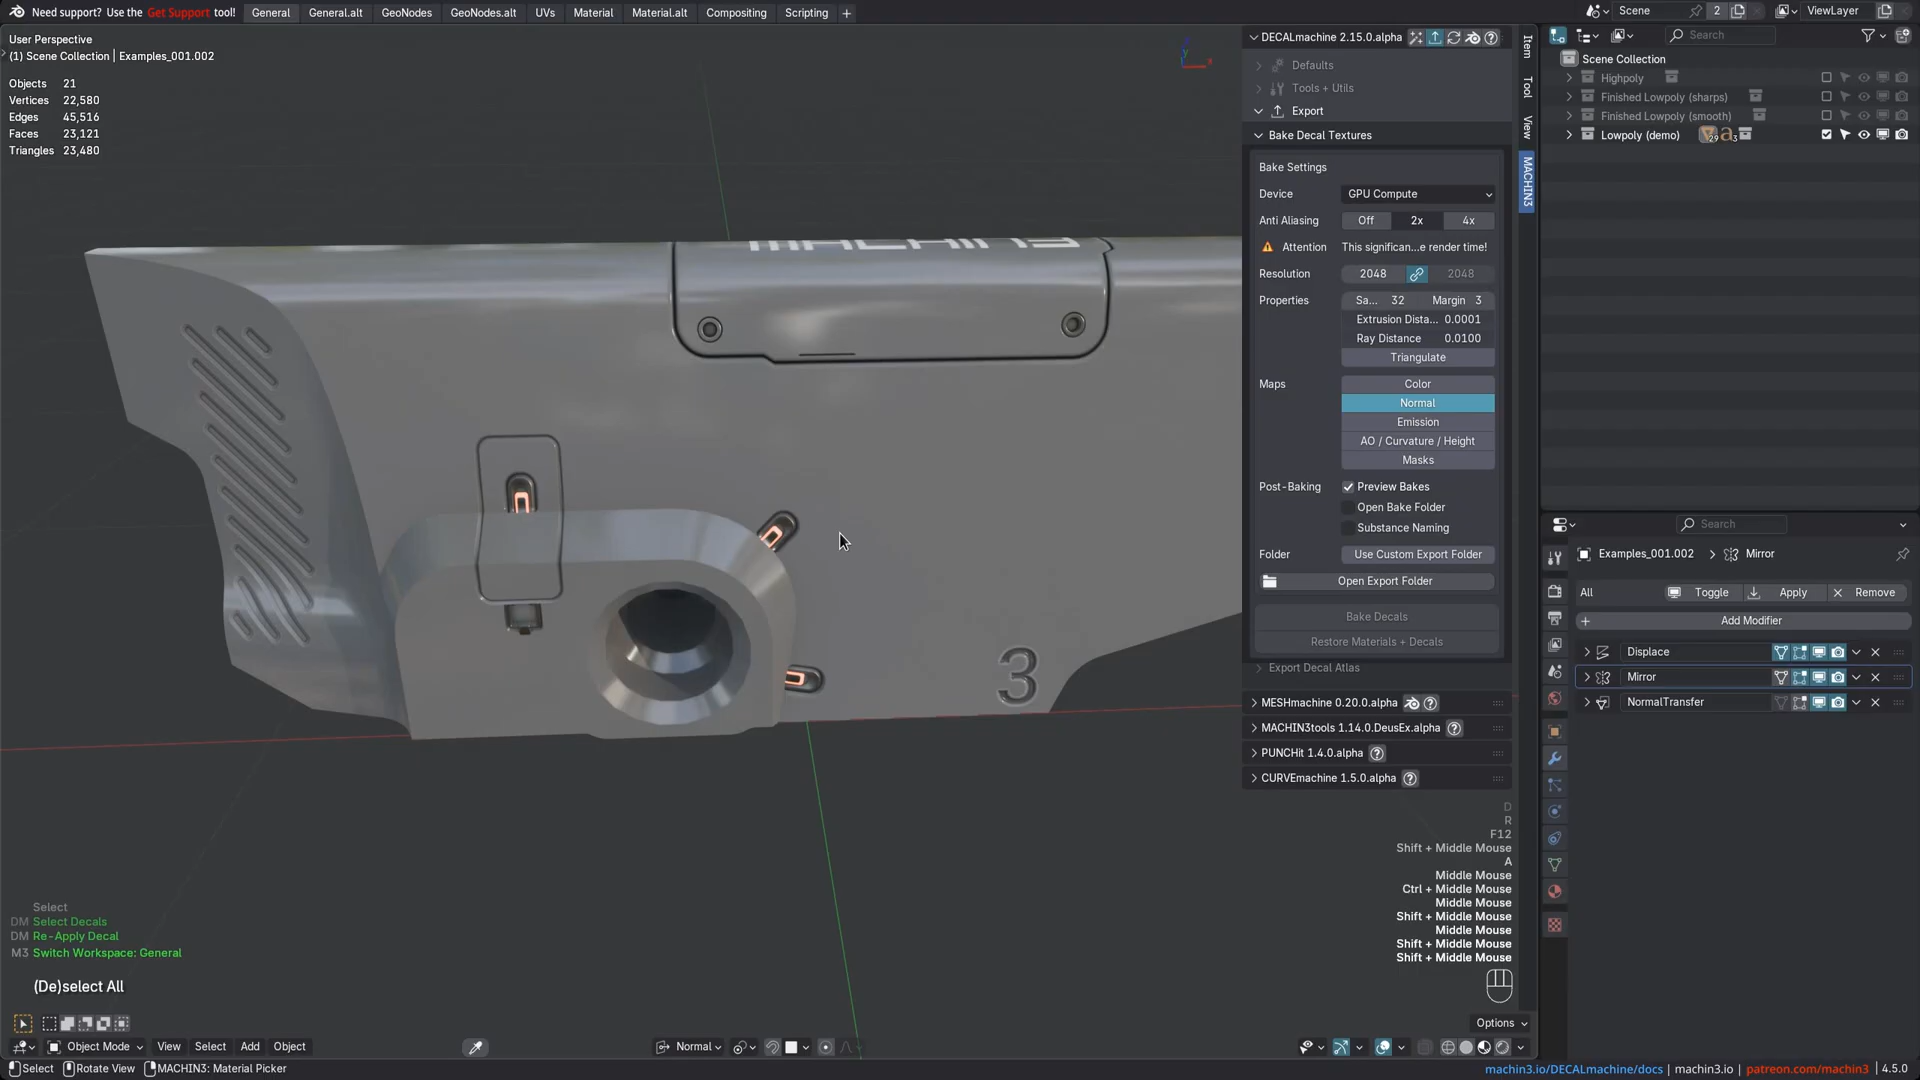 Need support? Use the Get Support tool!
General
General.alt
GeoNodes
GeoNodes.alt
UVs
Material
Material.alt
Compositing
Scripting
Scene
2
ViewLayer
User Perspective
(1) Scene Collection | Examples_001.002
Objects 21
Vertices 22,580
Edges 45,516
Faces 23,121
Triangles 23,480
MACHIN3
3
DECALmachine 2.15.0.alpha
Defaults
Tools + Utils
Export
Bake Decal Textures
Bake Settings
Device GPU Compute
Anti Aliasing Off 2x 4x
Attention This significan...e render time!
Resolution 2048 2048
Properties Sa... 32 Margin 3
Extrusion Dista... 0.0001
Ray Distance 0.0100
Triangulate
Maps Color
Normal
Emission
AO / Curvature / Height
Masks
Post-Baking Preview Bakes
Open Bake Folder
Substance Naming
Folder Use Custom Export Folder
Open Export Folder
Bake Decals
Restore Materials + Decals
Export Decal Atlas
MESHmachine 0.20.0.alpha
MACHIN3tools 1.14.0.DeusEx.alpha
PUNCHit 1.4.0.alpha
CURVEmachine 1.5.0.alpha
Item
Tool
View
MACHIN3
D
R
F12
Shift + Middle Mouse
A
Middle Mouse
Ctrl + Middle Mouse
Middle Mouse
Shift + Middle Mouse
Middle Mouse
Shift + Middle Mouse
Shift + Middle Mouse
Search
Scene Collection
Highpoly
Finished Lowpoly (sharps)
Finished Lowpoly (smooth)
Lowpoly (demo) 29 3
Search
Examples_001.002 Mirror
All Toggle Apply Remove
Add Modifier
Displace
Mirror
NormalTransfer
Select
DM Select Decals
DM Re-Apply Decal
M3 Switch Workspace: General
(De)select All
Options
Object Mode View Select Add Object
Normal
Select Rotate View MACHIN3: Material Picker
machin3.io/DECALmachine/docs | machin3.io | patreon.com/machin3 | 4.5.0